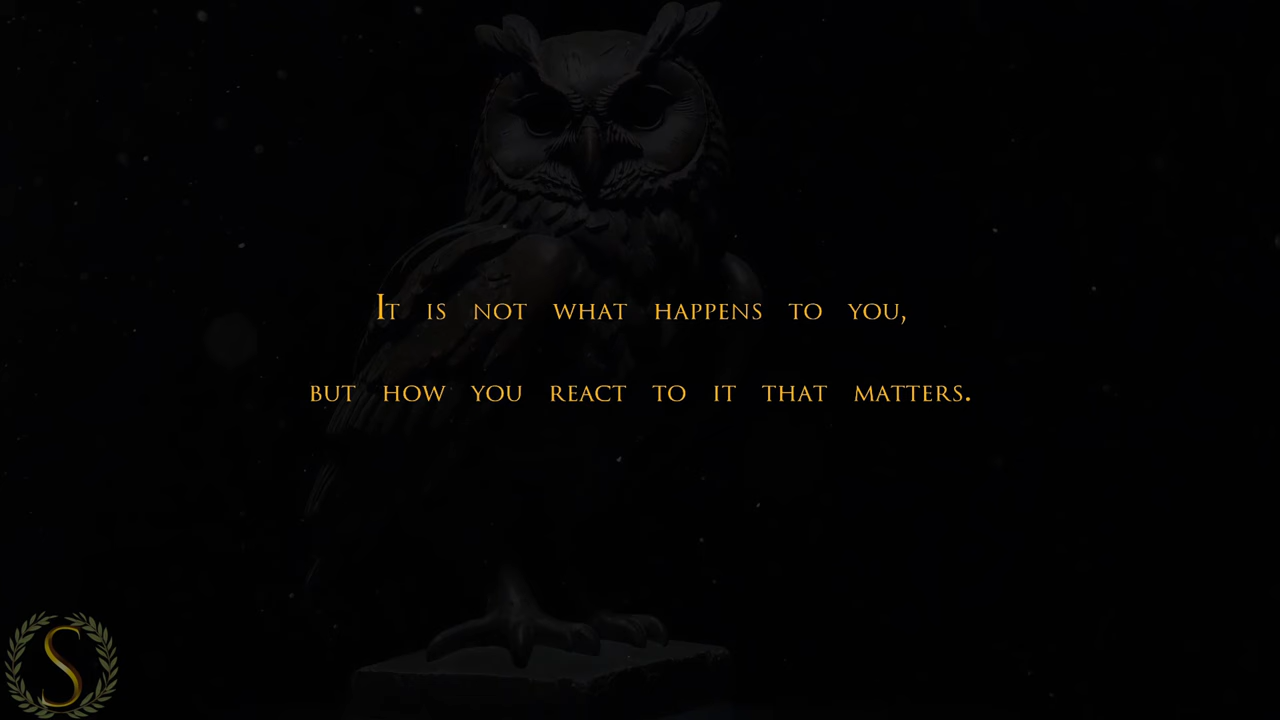 It is not what happens to you,
but how you react to it that matters.
S